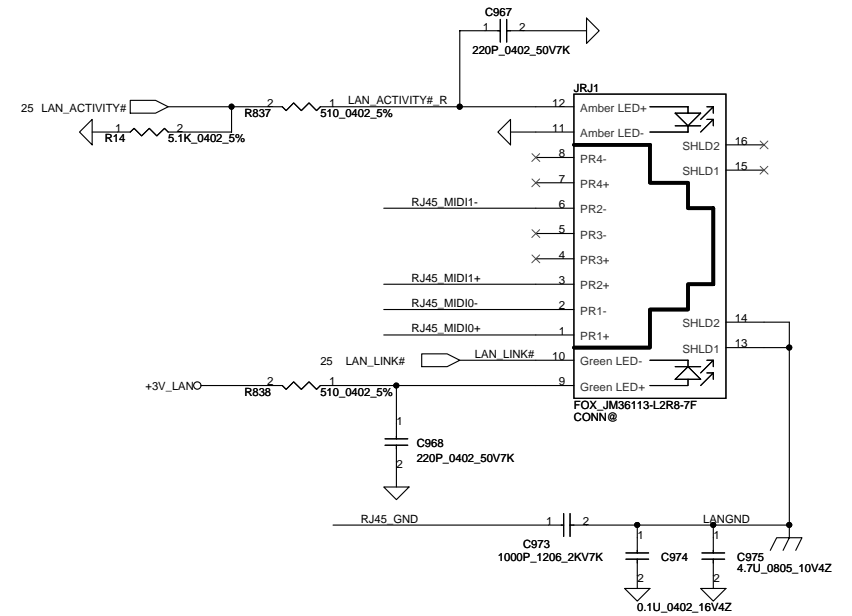 C967
1 2
220P_0402_50V7K
JRJ1
25 LAN_ACTIVITY#
2 R837 1
510_0402_5%
LAN_ACTIVITY#_R
12 Amber LED+
1 R14 2
5.1K_0402_5%
11 Amber LED-
SHLD2 16
8 PR4-
SHLD1 15
7 PR4+
RJ45_MIDI1- 6 PR2-
5 PR3-
4 PR3+
RJ45_MIDI1+ 3 PR2+
RJ45_MIDI0- 2 PR1-
SHLD2 14
RJ45_MIDI0+ 1 PR1+
SHLD1 13
25 LAN_LINK# LAN_LINK# 10 Green LED-
+3V_LAN 2 R838 1
510_0402_5%
9 Green LED+
FOX_JM36113-L2R8-7F
CONN@
1
C968
2
220P_0402_50V7K
RJ45_GND 1 2 LANGND
C973
1000P_1206_2KV7K
1
C974
2
0.1U_0402_16V4Z
1
C975
2
4.7U_0805_10V4Z